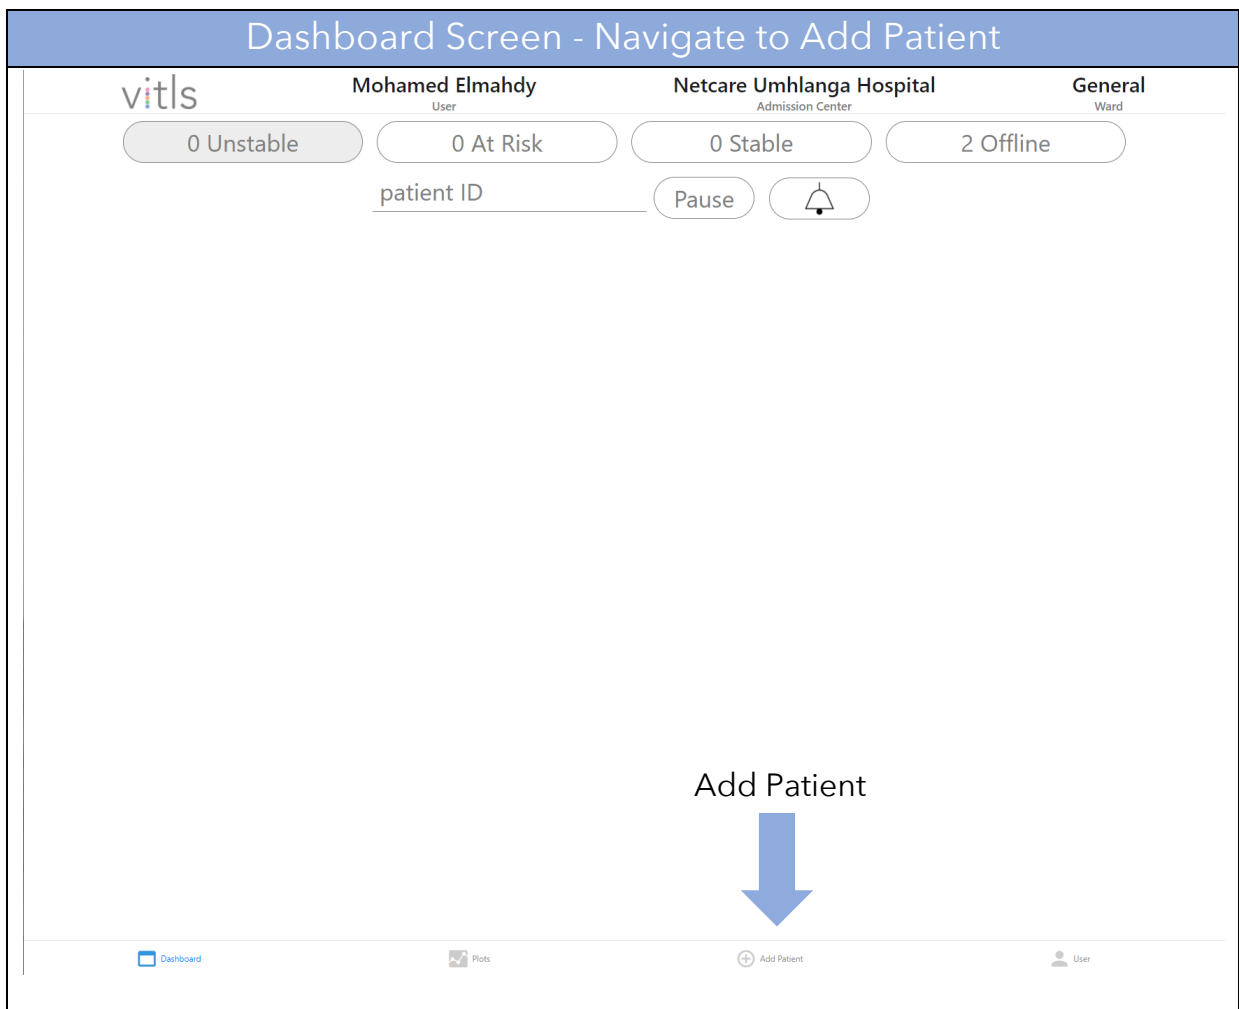 Dashboard Screen - Navigate to Add Patient
vitls
Mohamed Elmahdy
User
Netcare Umhlanga Hospital
Admission Center
General
Ward
0 Unstable
0 At Risk
0 Stable
2 Offline
patient ID
Pause
Add Patient
Dashboard
Plots
Add Patient
User